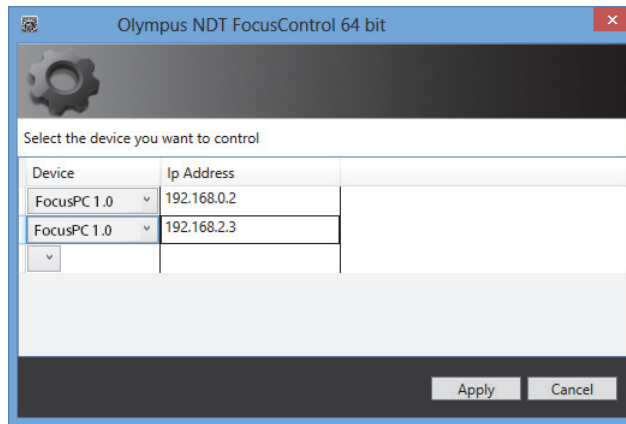 Olympus NDT FocusControl 64 bit
Select the device you want to control
Device Ip Address
FocusPC 1.0 192.168.0.2
FocusPC 1.0 192.168.2.3
Apply Cancel